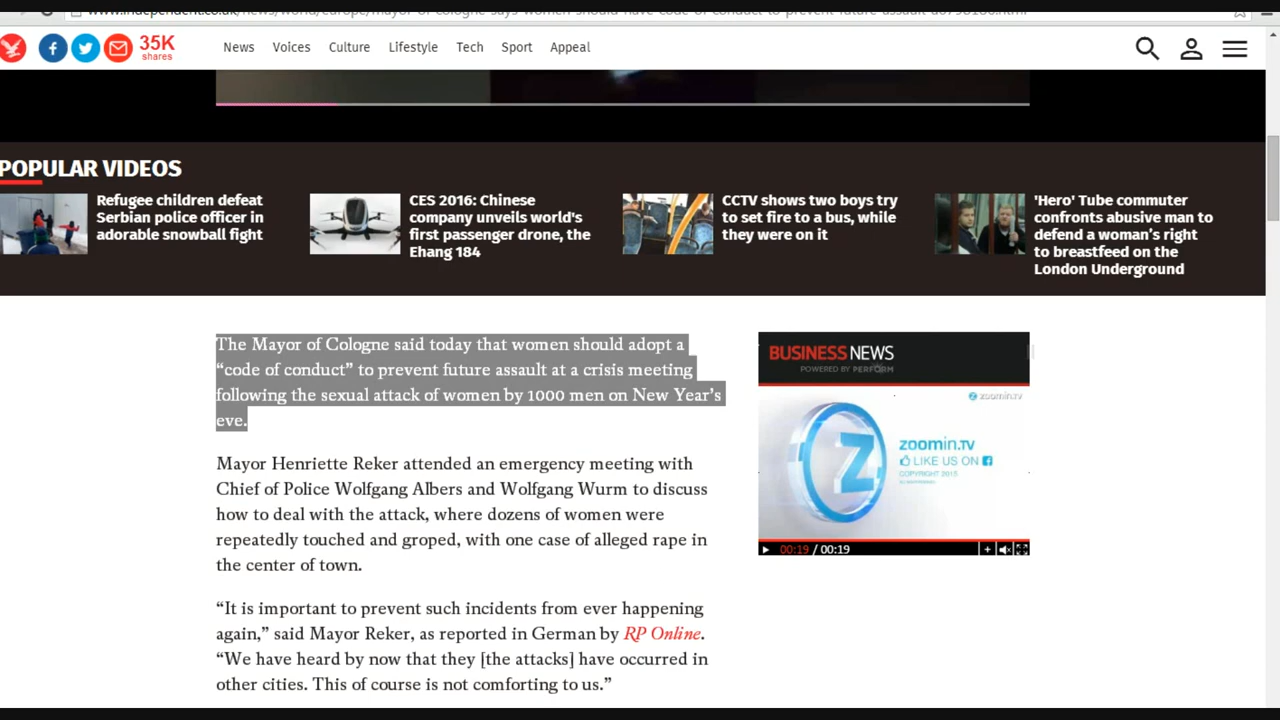 35K
shares
News Voices Culture Lifestyle Tech Sport Appeal
POPULAR VIDEOS
Refugee children defeat
Serbian police officer in
adorable snowball fight
CES 2016: Chinese
company unveils world's
first passenger drone, the
Ehang 184
CCTV shows two boys try
to set fire to a bus, while
they were on it
'Hero' Tube commuter
confronts abusive man to
defend a woman's right
to breastfeed on the
London Underground
The Mayor of Cologne said today that women should adopt a
“code of conduct” to prevent future assault at a crisis meeting
following the sexual attack of women by 1000 men on New Year’s
eve.
Mayor Henriette Reker attended an emergency meeting with
Chief of Police Wolfgang Albers and Wolfgang Wurm to discuss
how to deal with the attack, where dozens of women were
repeatedly touched and groped, with one case of alleged rape in
the center of town.
“It is important to prevent such incidents from ever happening
again,” said Mayor Reker, as reported in German by RP Online.
“We have heard by now that they [the attacks] have occurred in
other cities. This of course is not comforting to us.”
BUSINESS NEWS
POWERED BY PERFORM
zoomin.tv
zoomin.tv
LIKE US ON
COPYRIGHT 2015
00:19 / 00:19